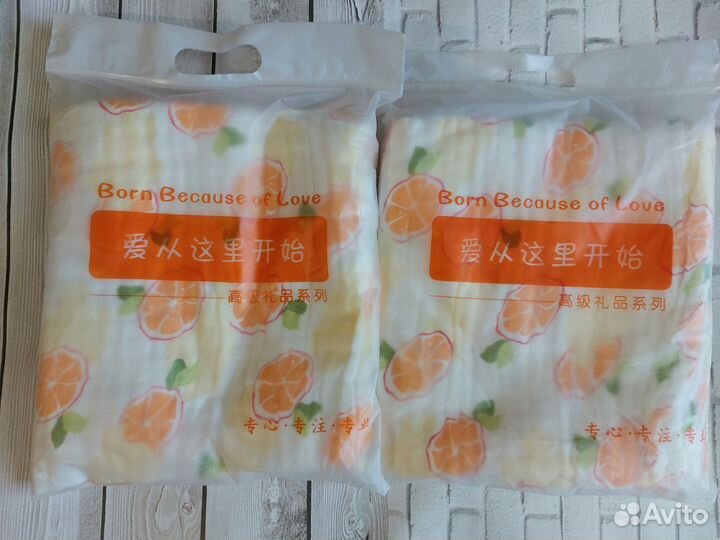 Born Because of Love
爱从这里开始
高级礼品系列
专心·专注·专业
Born Because of Love
爱从这里开始
高级礼品系列
专心·专注·专业
Avito